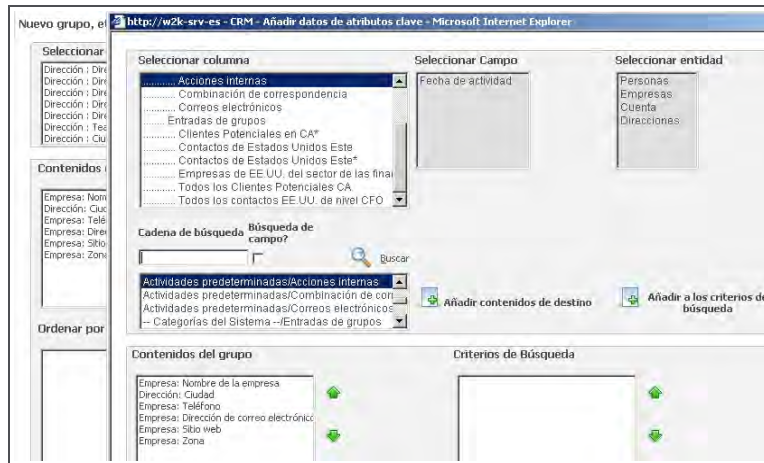 Nuevo grupo, et
http://w2k-srv-es - CRM - Añadir datos de atributos clave - Microsoft Internet Explorer
Seleccionar
Dirección : Dire
Dirección : Dire
Dirección : Dire
Dirección : Dire
Dirección : Dire
Dirección : Tea
Dirección : Ciu
Contenidos
Empresa: Nom
Dirección: Ciud
Empresa: Telé
Empresa: Direc
Empresa: Sitio
Empresa: Zona
Ordenar por
Seleccionar columna
............ Acciones internas
............ Combinación de correspondencia
............ Correos electrónicos
........ Entradas de grupos
............ Clientes Potenciales en CA*
............ Contactos de Estados Unidos Este
............ Contactos de Estados Unidos Este*
............ Empresas de EE.UU. del sector de las finan
............ Todos los Clientes Potenciales CA
............ Todos los contactos EE.UU. de nivel CFO
Seleccionar Campo
Fecha de actividad
Seleccionar entidad
Personas
Empresas
Cuenta
Direcciones
Cadena de búsqueda
Búsqueda de
campo?
Buscar
Actividades predeterminadas/Acciones internas
Actividades predeterminadas/Combinación de corr
Actividades predeterminadas/Correos electrónicos
-- Categorías del Sistema --/Entradas de grupos
Añadir contenidos de destino
Añadir a los criterios de
búsqueda
Contenidos del grupo
Empresa: Nombre de la empresa
Dirección: Ciudad
Empresa: Teléfono
Empresa: Dirección de correo electrónico
Empresa: Sitio web
Empresa: Zona
Criterios de Búsqueda